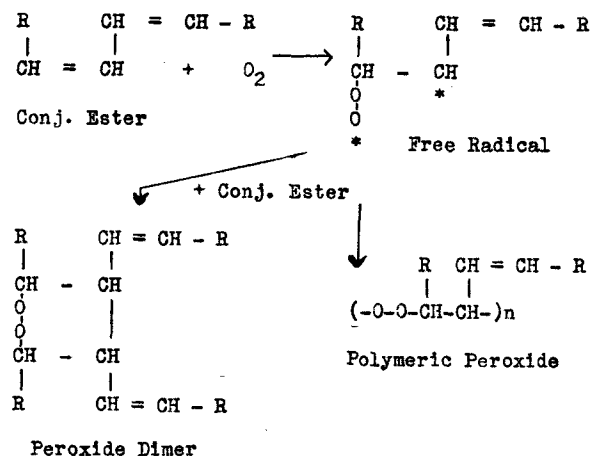 R CH = CH - R
CH = CH + O2
Conj. Ester
R CH = CH - R
CH - CH
O *
O
*
Free Radical
+ Conj. Ester
R CH = CH - R
CH - CH
O
O
CH - CH
R CH = CH - R
Peroxide Dimer
R CH = CH - R
(-O-O-CH-CH-)n
Polymeric Peroxide